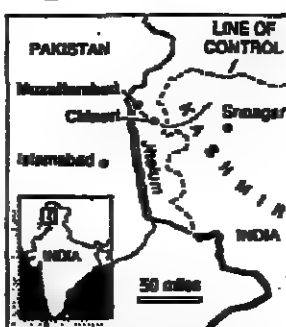 PAKISTAN
LINE OF
CONTROL
Muzaffarabad
Srinagar
Islamabad
Jhelum
KASHMIR
INDIA
INDIA
50 miles